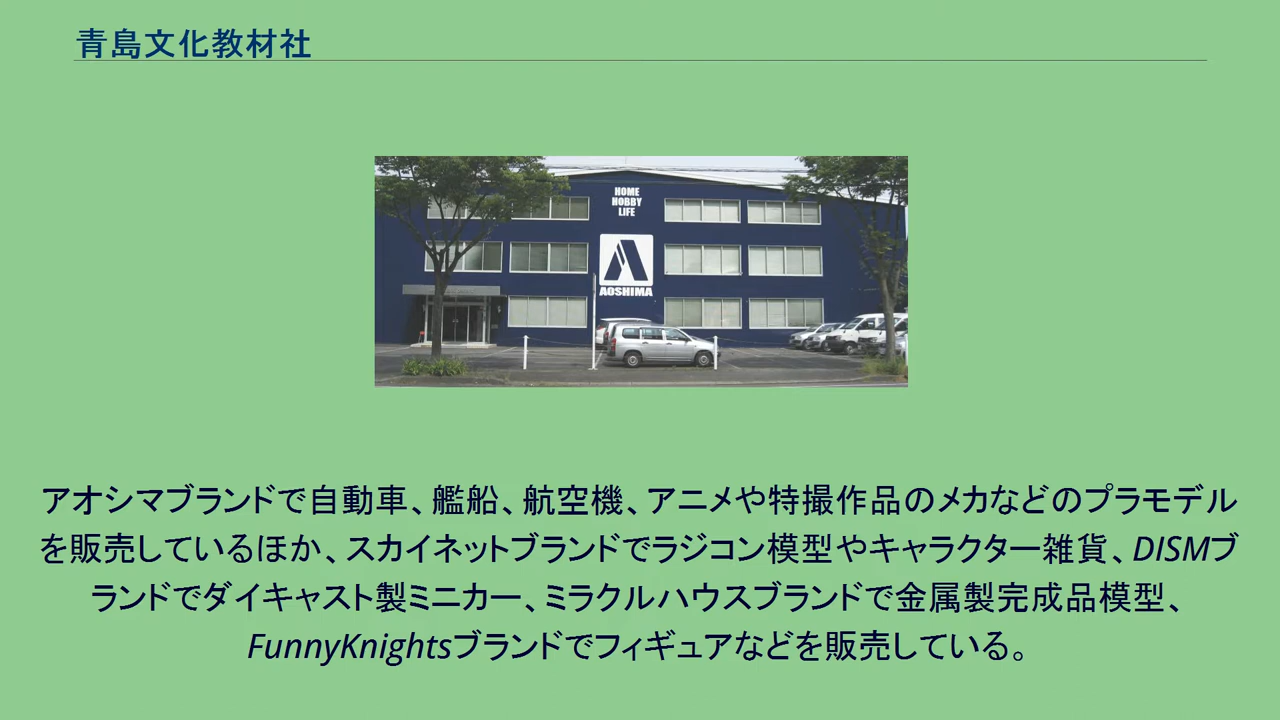 青島文化教材社
HOME
HOBBY
LIFE
AOSHIMA
アオシマブランドで自動車、艦船、航空機、アニメや特撮作品のメカなどのプラモデル
を販売しているほか、スカイネットブランドでラジコン模型やキャラクター雑貨、DISMブ
ランドでダイキャスト製ミニカー、ミラクルハウスブランドで金属製完成品模型、
FunnyKnightsブランドでフィギュアなどを販売している。